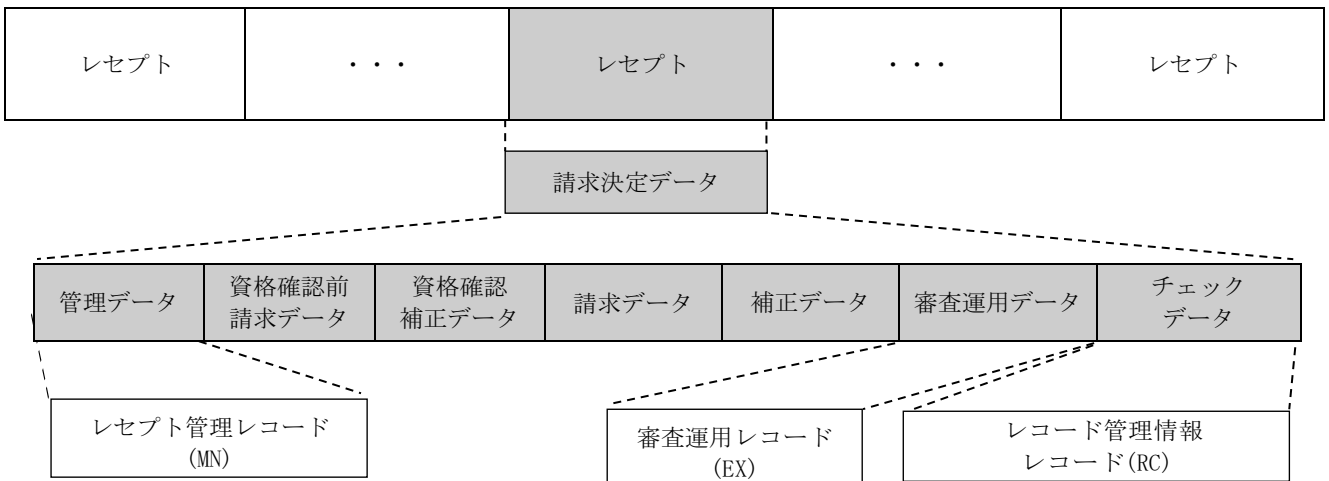 レセプト
・・・
レセプト
・・・
レセプト
請求決定データ
管理データ
資格確認前
請求データ
資格確認
補正データ
請求データ
補正データ
審査運用データ
チェック
データ
レセプト管理レコード
(MN)
審査運用レコード
(EX)
レコード管理情報
レコード(RC)